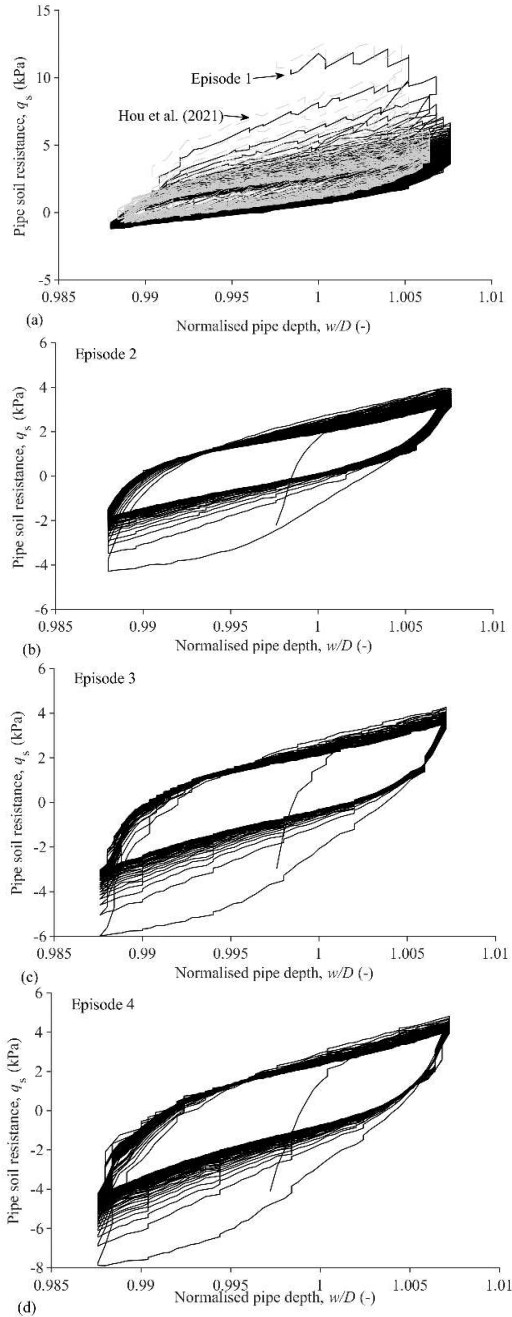 15
10
5
0
-5
Pipe soil resistance, qs (kPa)
Episode 1
Hou et al. (2021)
0.985 0.99 0.995 1 1.005 1.01
(a)
Normalised pipe depth, w/D (-)
Episode 2
6
4
2
0
-2
-4
-6
Pipe soil resistance, qs (kPa)
0.985 0.99 0.995 1 1.005 1.01
(b)
Normalised pipe depth, w/D (-)
Episode 3
6
4
2
0
-2
-4
-6
Pipe soil resistance, qs (kPa)
0.985 0.99 0.995 1 1.005 1.01
(c)
Normalised pipe depth, w/D (-)
Episode 4
6
4
2
0
-2
-4
-6
-8
Pipe soil resistance, qs (kPa)
0.985 0.99 0.995 1 1.005 1.01
(d)
Normalised pipe depth, w/D (-)